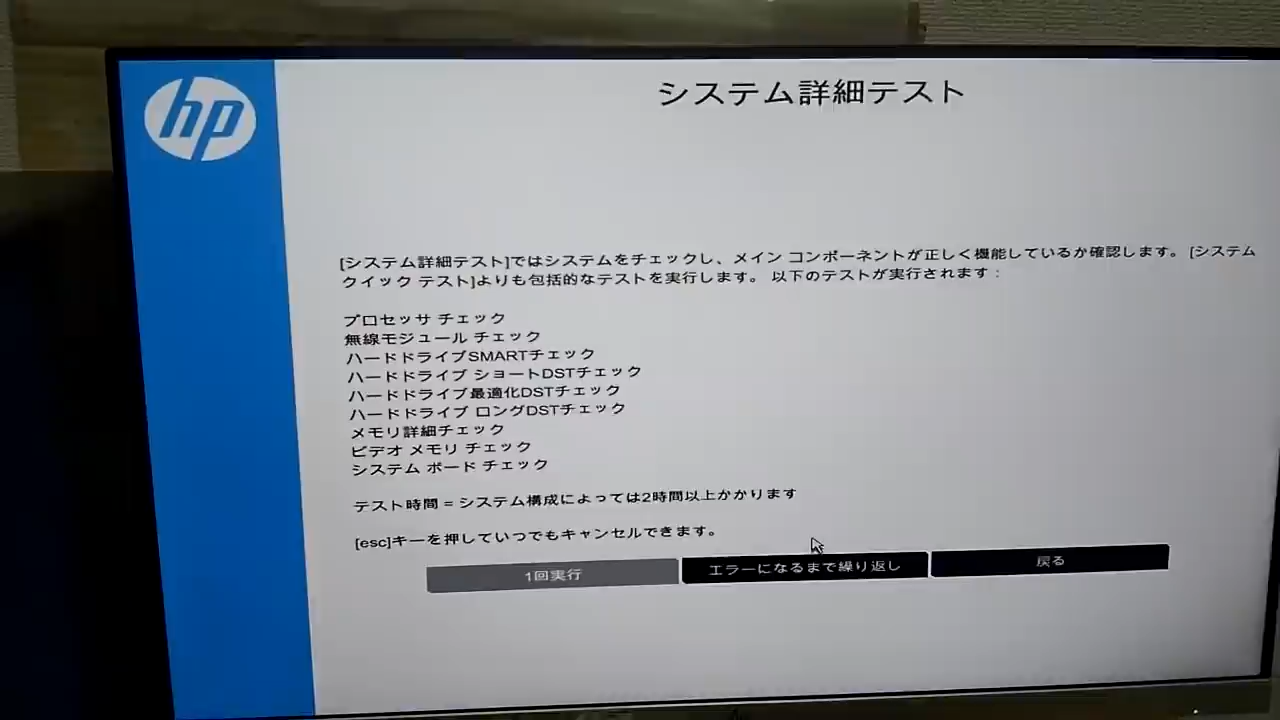 hp
システム詳細テスト
[システム詳細テスト]ではシステムをチェックし、メイン コンポーネントが正しく機能しているか確認します。 [システム
クイック テスト]よりも包括的なテストを実行します。 以下のテストが実行されます：
プロセッサ チェック
無線モジュール チェック
ハードドライブSMARTチェック
ハードドライブ ショートDSTチェック
ハードドライブ最適化DSTチェック
ハードドライブ ロングDSTチェック
メモリ詳細チェック
ビデオ メモリ チェック
システム ボード チェック
テスト時間 = システム構成によっては2時間以上かかります
[esc]キーを押していつでもキャンセルできます。
1回実行
エラーになるまで繰り返し
戻る